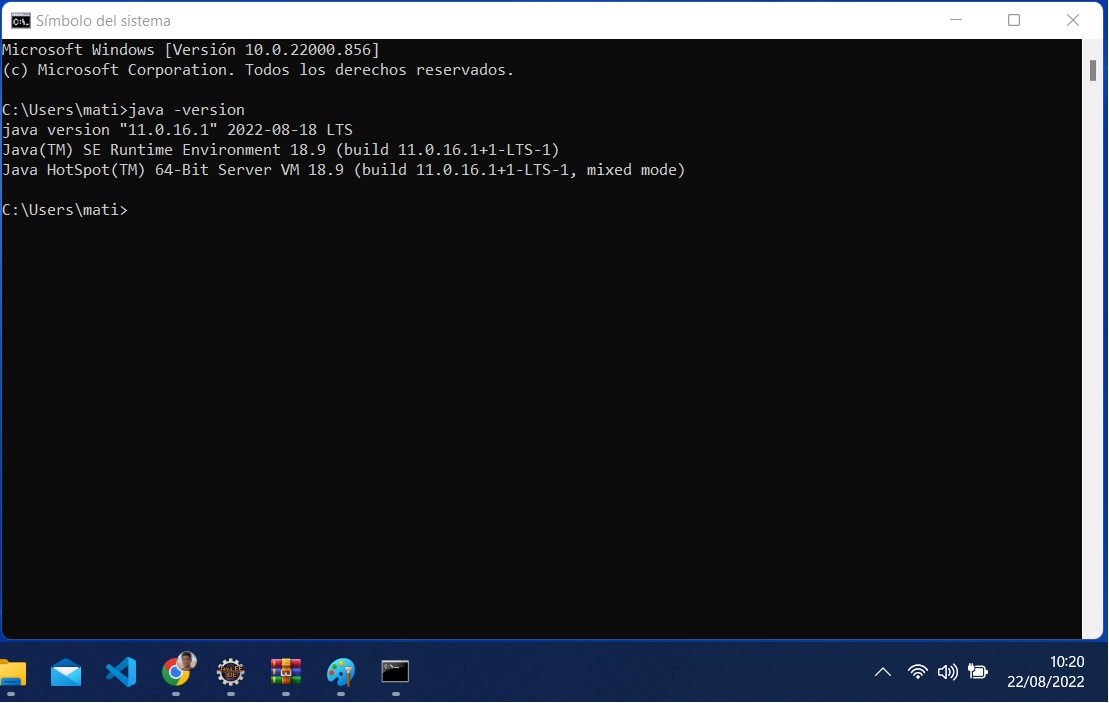 Símbolo del sistema
Microsoft Windows [Versión 10.0.22000.856]
(c) Microsoft Corporation. Todos los derechos reservados.
C:\Users\mati>java -version
java version "11.0.16.1" 2022-08-18 LTS
Java(TM) SE Runtime Environment 18.9 (build 11.0.16.1+1-LTS-1)
Java HotSpot(TM) 64-Bit Server VM 18.9 (build 11.0.16.1+1-LTS-1, mixed mode)
C:\Users\mati>
10:20
22/08/2022